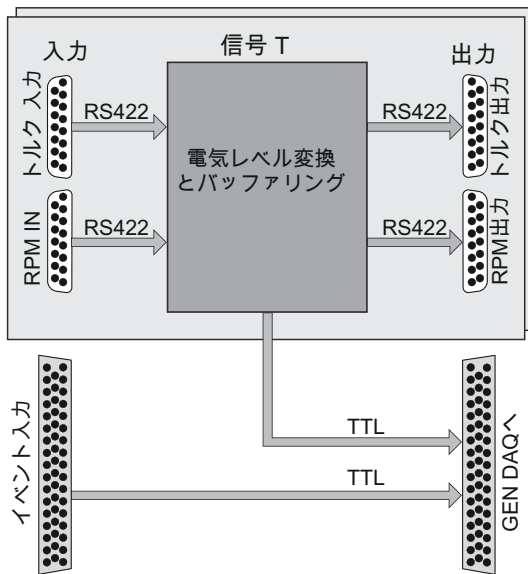 信号 T
入力
出力
トルク 入力
RS422
RS422
トルク出力
電気レベル変換
とバッファリング
RPM IN
RS422
RS422
RPM出力
イベント入力
TTL
TTL
GEN DAQへ